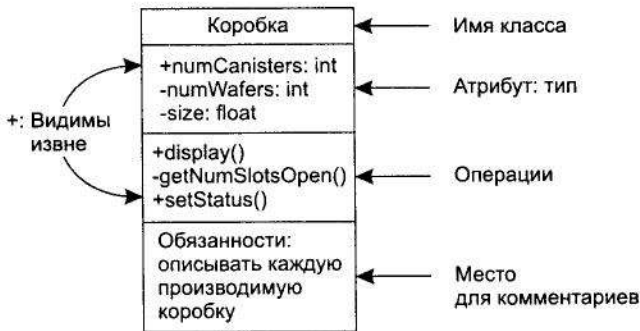 Коробка
Имя класса
+numCanisters: int
-numWafers: int
-size: float
Атрибут: тип
+: Видимы
извне
+display()
-getNumSlotsOpen()
+setStatus()
Операции
Обязанности:
описывать каждую
производимую
коробку
Место
для комментариев